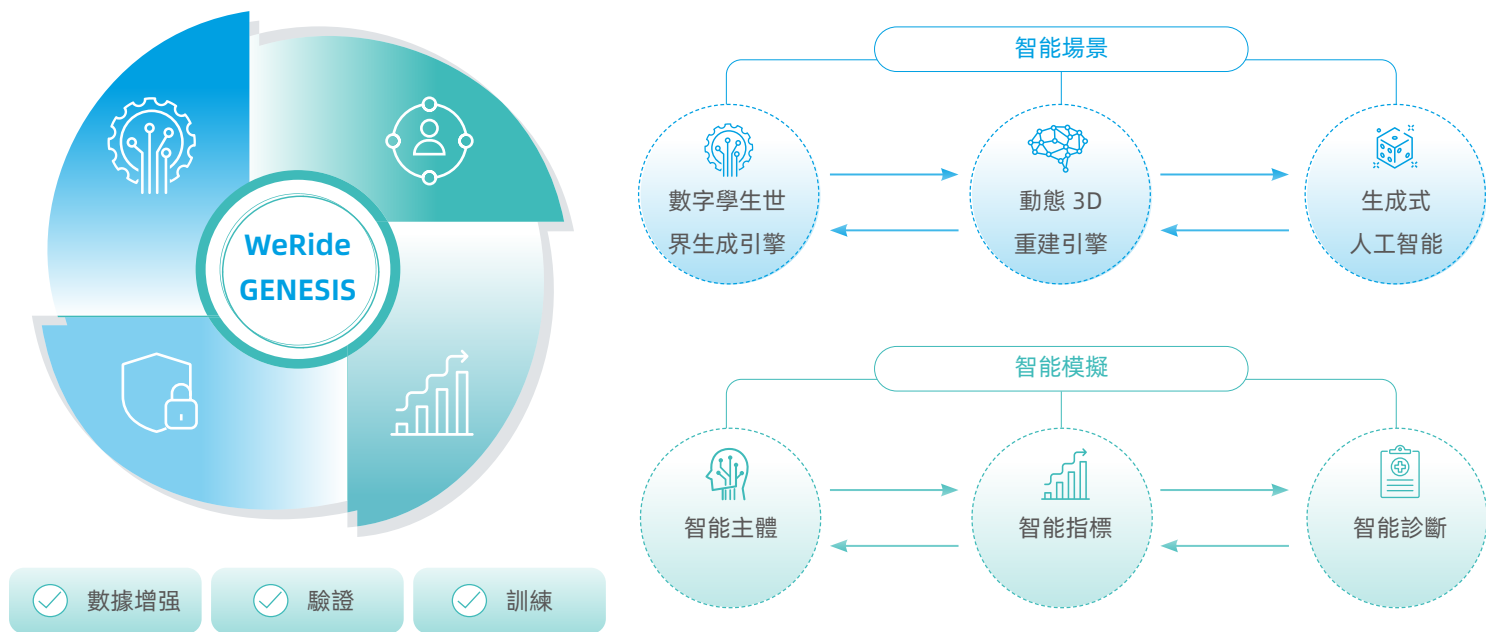 WeRide
GENESIS
數據增强
驗證
訓練
智能場景
數字學生世
界生成引擎
動態 3D
重建引擎
生成式
人工智能
智能模擬
智能主體
智能指標
智能診斷